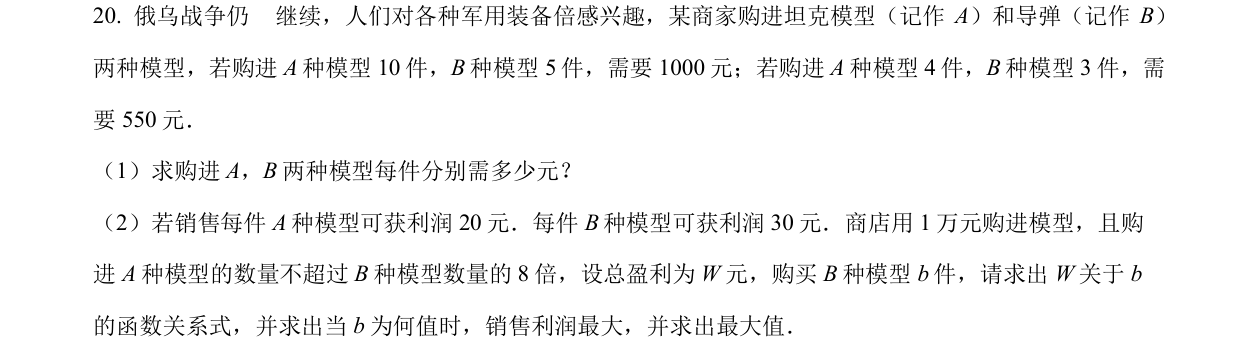 20. 俄乌战争仍 继续，人们对各种军用装备倍感兴趣，某商家购进坦克模型（记作 A）和导弹（记作 B）
两种模型，若购进 A 种模型 10 件，B 种模型 5 件，需要 1000 元；若购进 A 种模型 4 件，B 种模型 3 件，需
要 550 元．
（1）求购进 A，B 两种模型每件分别需多少元？
（2）若销售每件 A 种模型可获利润 20 元．每件 B 种模型可获利润 30 元．商店用 1 万元购进模型，且购
进 A 种模型的数量不超过 B 种模型数量的 8 倍，设总盈利为 W 元，购买 B 种模型 b 件，请求出 W 关于 b
的函数关系式，并求出当 b 为何值时，销售利润最大，并求出最大值．